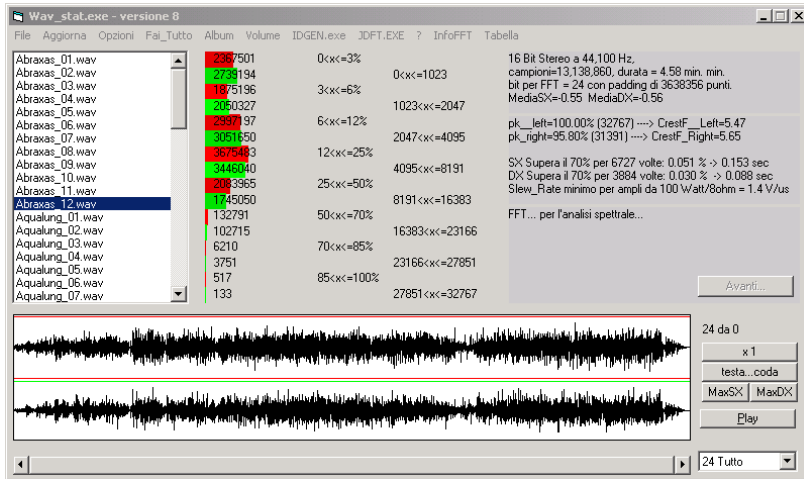 Wav_stat.exe - versione 8
File Aggiorna Opzioni Fai_Tutto Album Volume IDGEN.exe JDFT.EXE ? InfoFFT Tabella
Abraxas_01.wav
Abraxas_02.wav
Abraxas_03.wav
Abraxas_04.wav
Abraxas_05.wav
Abraxas_06.wav
Abraxas_07.wav
Abraxas_08.wav
Abraxas_09.wav
Abraxas_10.wav
Abraxas_11.wav
Abraxas_12.wav
Aqualung_01.wav
Aqualung_02.wav
Aqualung_03.wav
Aqualung_04.wav
Aqualung_05.wav
Aqualung_06.wav
Aqualung_07.wav
2367501 0<x<=3%
2739194 0<x<=1023
1875196 3<x<=6%
2050327 1023<x<=2047
2997197 6<x<=12%
3051650 2047<x<=4095
3675483 12<x<=25%
3446040 4095<x<=8191
2083965 25<x<=50%
1745050 8191<x<=16383
132791 50<x<=70%
102715 16383<x<=23166
6210 70<x<=85%
3751 23166<x<=27851
517 85<x<=100%
133 27851<x<=32767
16 Bit Stereo a 44,100 Hz,
campioni=13,138,860, durata = 4.58 min. min.
bit per FFT = 24 con padding di 3638356 punti.
MediaSX=-0.55 MediaDX=-0.56
pk__left=100.00% (32767) ----> CrestF__Left=5.47
pk_right=95.80% (31391) ----> CrestF_Right=5.65
SX Supera il 70% per 6727 volte: 0.051 % -> 0.153 sec
DX Supera il 70% per 3884 volte: 0.030 % -> 0.088 sec
Slew_Rate minimo per ampli da 100 Watt/8ohm = 1.4 V/us
FFT... per l'analisi spettrale...
Avanti...
24 da 0
x 1
testa...coda
MaxSX MaxDX
Play
24 Tutto